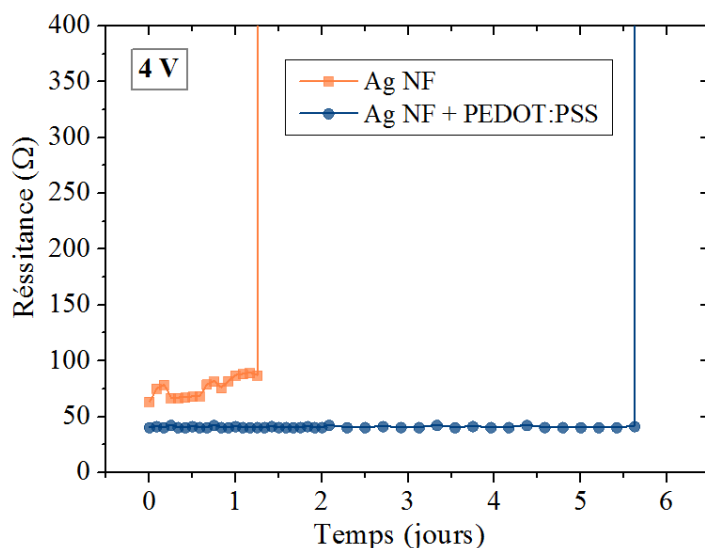 400
350
300
250
200
150
100
50
0
Réssitance (Ω)
4 V
Ag NF
Ag NF + PEDOT:PSS
0 1 2 3 4 5 6
Temps (jours)